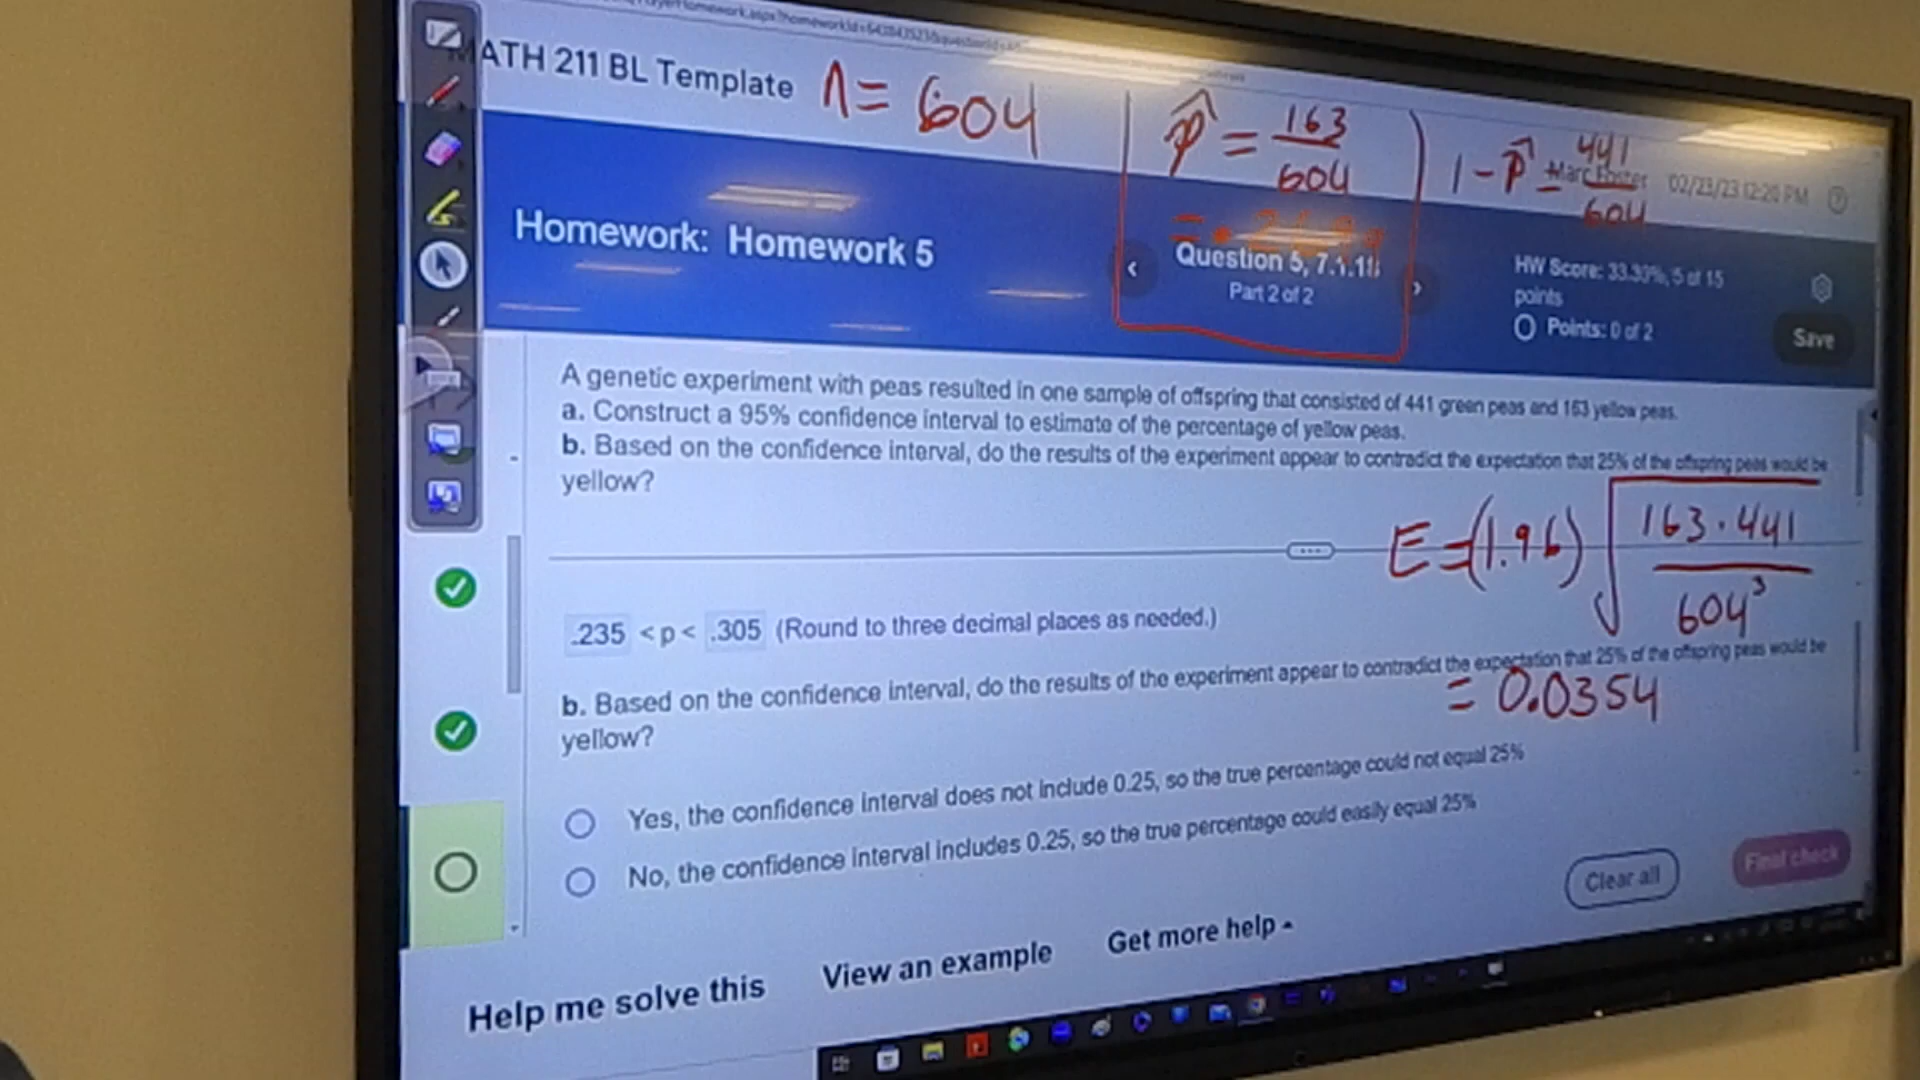 ATH 211 BL Template
n = 604
p̂ = 163/604
1 - p̂ = 441/604
Marc Foster 02/23/23 12:20 PM
Homework: Homework 5
Question 5, 7.1.1
Part 2 of 2
HW Score: 33.33%, 5 of 15
points
Points: 0 of 2
Save
A genetic experiment with peas resulted in one sample of offspring that consisted of 441 green peas and 163 yellow peas.
a. Construct a 95% confidence interval to estimate of the percentage of yellow peas.
b. Based on the confidence interval, do the results of the experiment appear to contradict the expectation that 25% of the offspring peas would be
yellow?
E = (1.96) √(163 · 441 / 604³)
.235 < p < .305 (Round to three decimal places as needed.)
b. Based on the confidence interval, do the results of the experiment appear to contradict the expectation that 25% of the offspring peas would be
yellow?
= 0.0354
Yes, the confidence interval does not include 0.25, so the true percentage could not equal 25%
No, the confidence interval includes 0.25, so the true percentage could easily equal 25%
Clear all
Final check
Help me solve this
View an example
Get more help